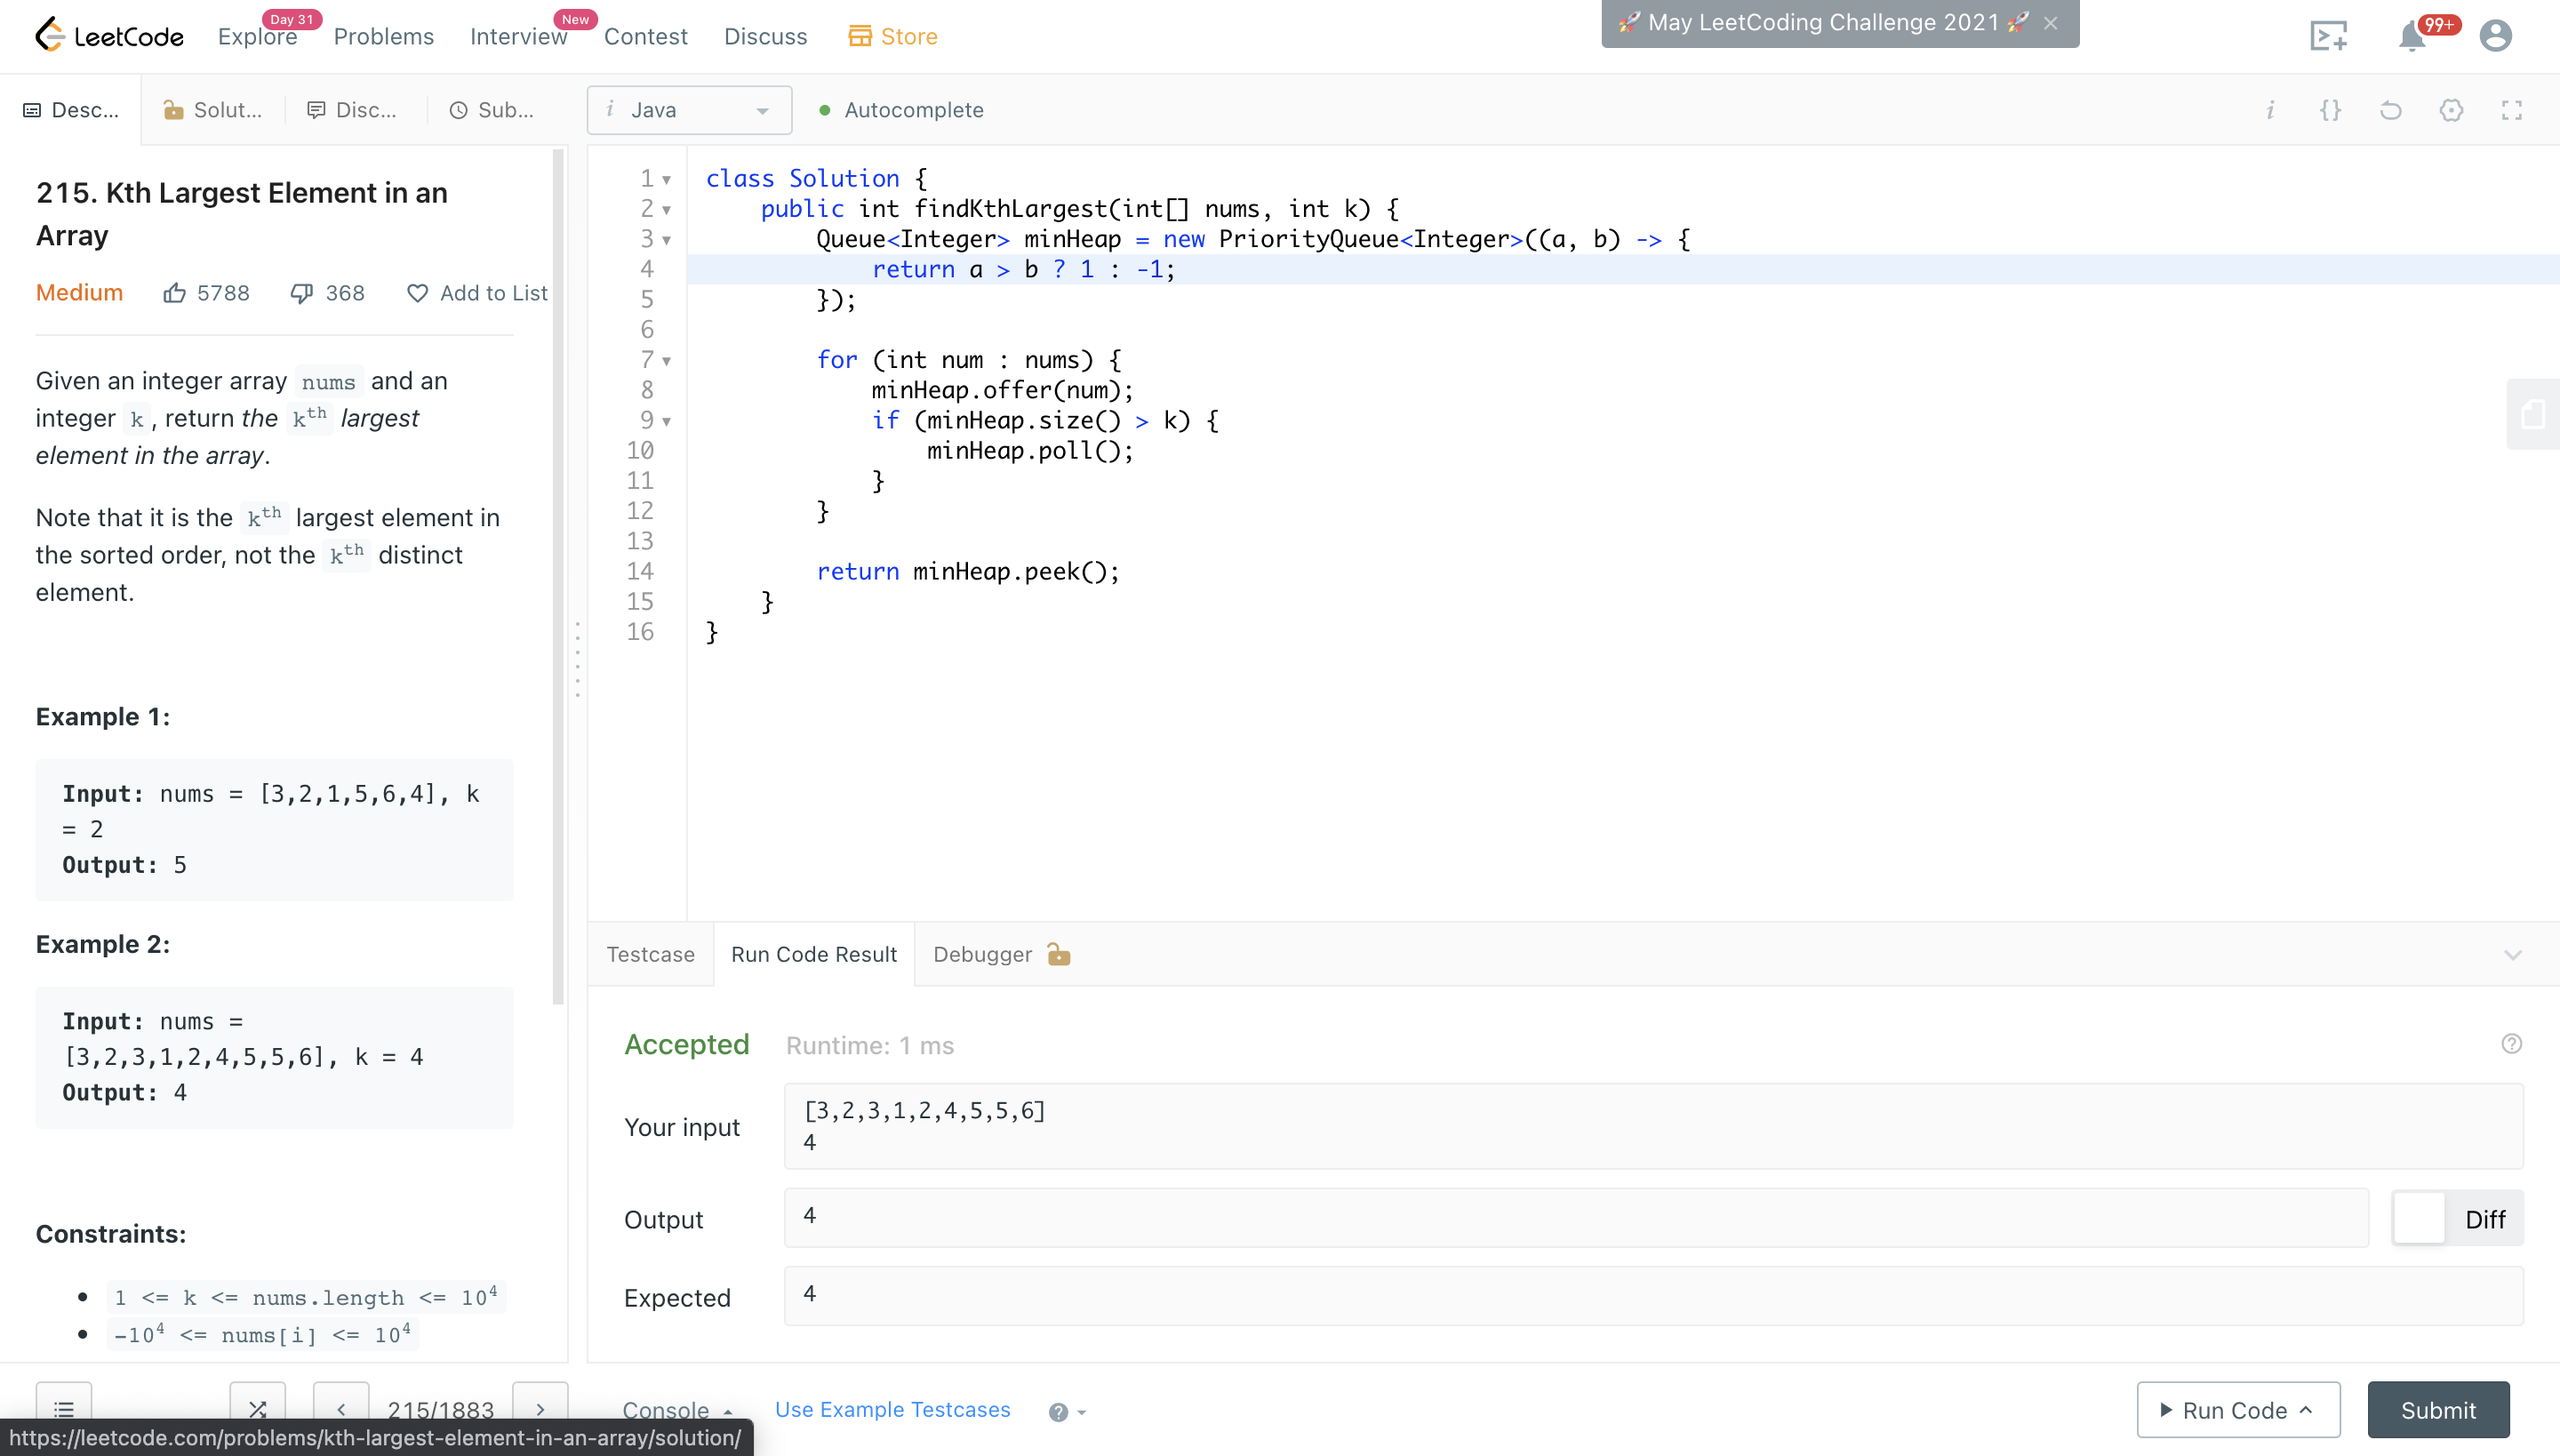 LeetCode
Explore
Day 31
Problems
Interview
New
Contest
Discuss
Store
🚀 May LeetCoding Challenge 2021 🚀 ×
99+
Desc...
Solut...
Disc...
Sub...
i Java
Autocomplete
i {}
215. Kth Largest Element in an
Array
Medium 5788 368 Add to List
Given an integer array nums and an
integer k , return the kth largest
element in the array.
Note that it is the kth largest element in
the sorted order, not the kth distinct
element.
Example 1:
Input: nums = [3,2,1,5,6,4], k
= 2
Output: 5
Example 2:
Input: nums =
[3,2,3,1,2,4,5,5,6], k = 4
Output: 4
Constraints:
1 <= k <= nums.length <= 10^4
-10^4 <= nums[i] <= 10^4
1 class Solution {
2     public int findKthLargest(int[] nums, int k) {
3         Queue<Integer> minHeap = new PriorityQueue<Integer>((a, b) -> {
4             return a > b ? 1 : -1;
5         });
6
7         for (int num : nums) {
8             minHeap.offer(num);
9             if (minHeap.size() > k) {
10                 minHeap.poll();
11             }
12         }
13
14         return minHeap.peek();
15     }
16 }
Testcase
Run Code Result
Debugger
Accepted Runtime: 1 ms
Your input
[3,2,3,1,2,4,5,5,6]
4
Output
4
Diff
Expected
4
215/1883
Console
Use Example Testcases
Run Code
Submit
https://leetcode.com/problems/kth-largest-element-in-an-array/solution/